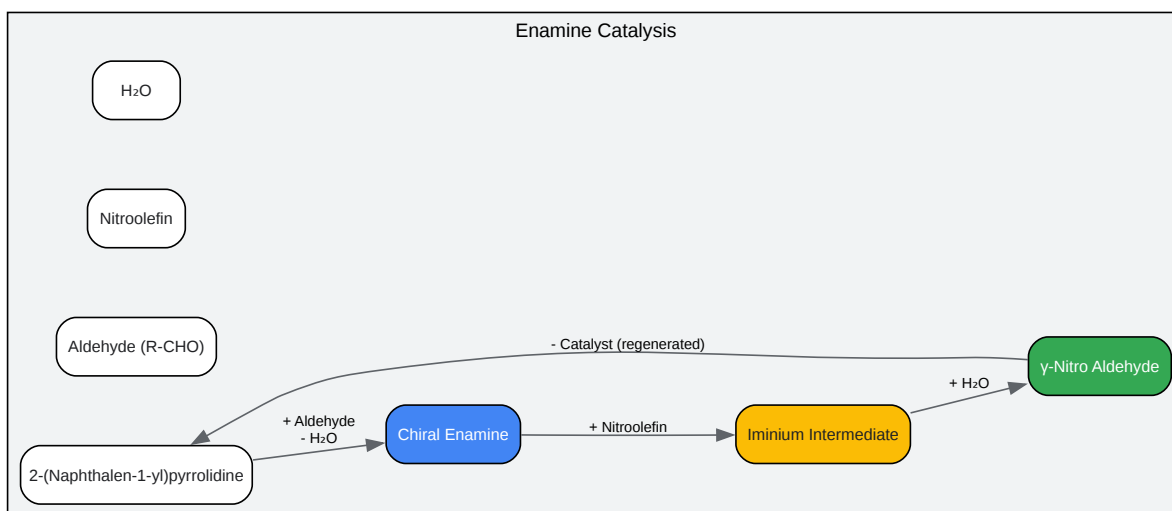 Enamine Catalysis
H₂O
Nitroolefin
Aldehyde (R-CHO)
- Catalyst (regenerated)
γ-Nitro Aldehyde
+ H₂O
+ Aldehyde
- H₂O
Chiral Enamine
+ Nitroolefin
Iminium Intermediate
2-(Naphthalen-1-yl)pyrrolidine